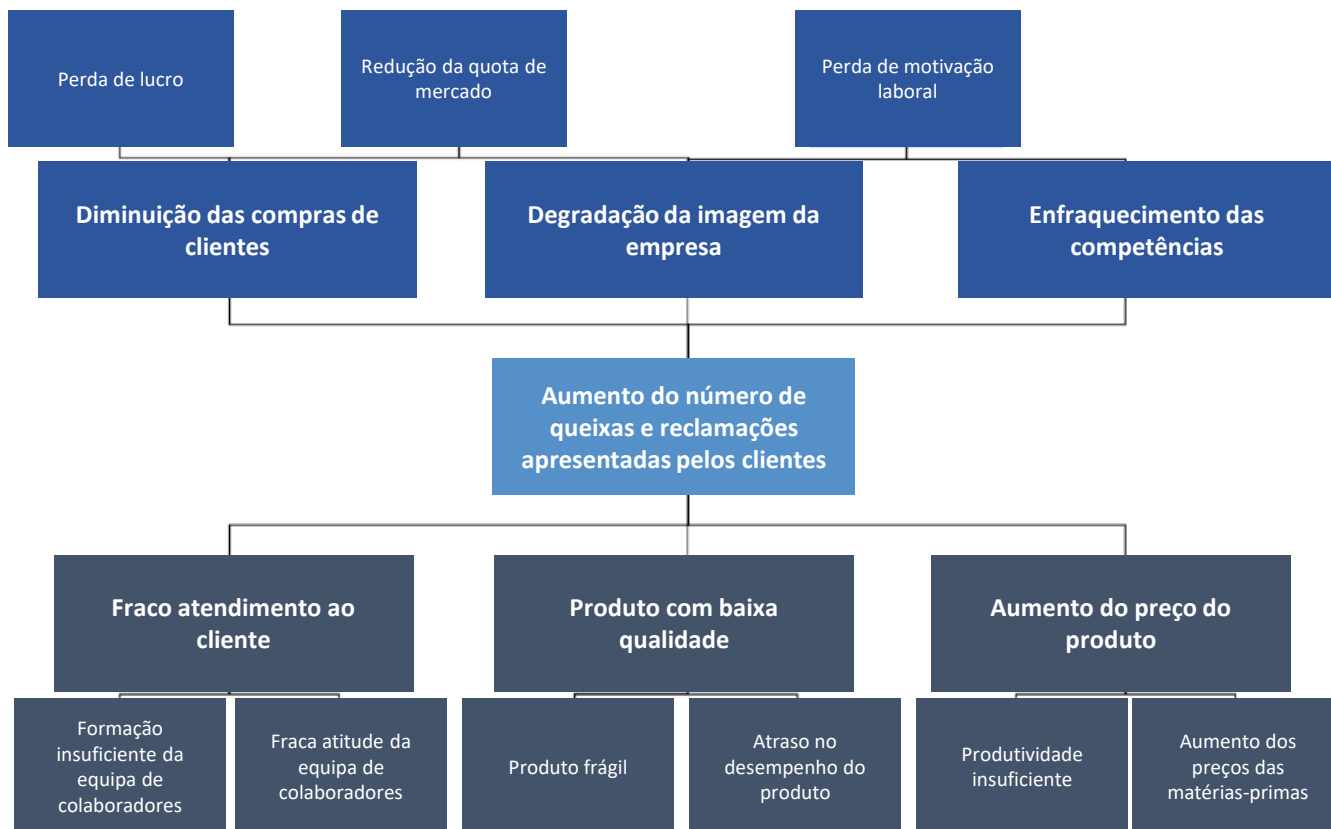 Perda de lucro
Redução da quota de
mercado
Perda de motivação
laboral
Diminuição das compras de
clientes
Degradação da imagem da
empresa
Enfraquecimento das
competências
Aumento do número de
queixas e reclamações
apresentadas pelos clientes
Fraco atendimento ao
cliente
Produto com baixa
qualidade
Aumento do preço do
produto
Formação
insuficiente da
equipa de
colaboradores
Fraca atitude da
equipa de
colaboradores
Produto frágil
Atraso no
desempenho do
produto
Produtividade
insuficiente
Aumento dos
preços das
matérias-primas